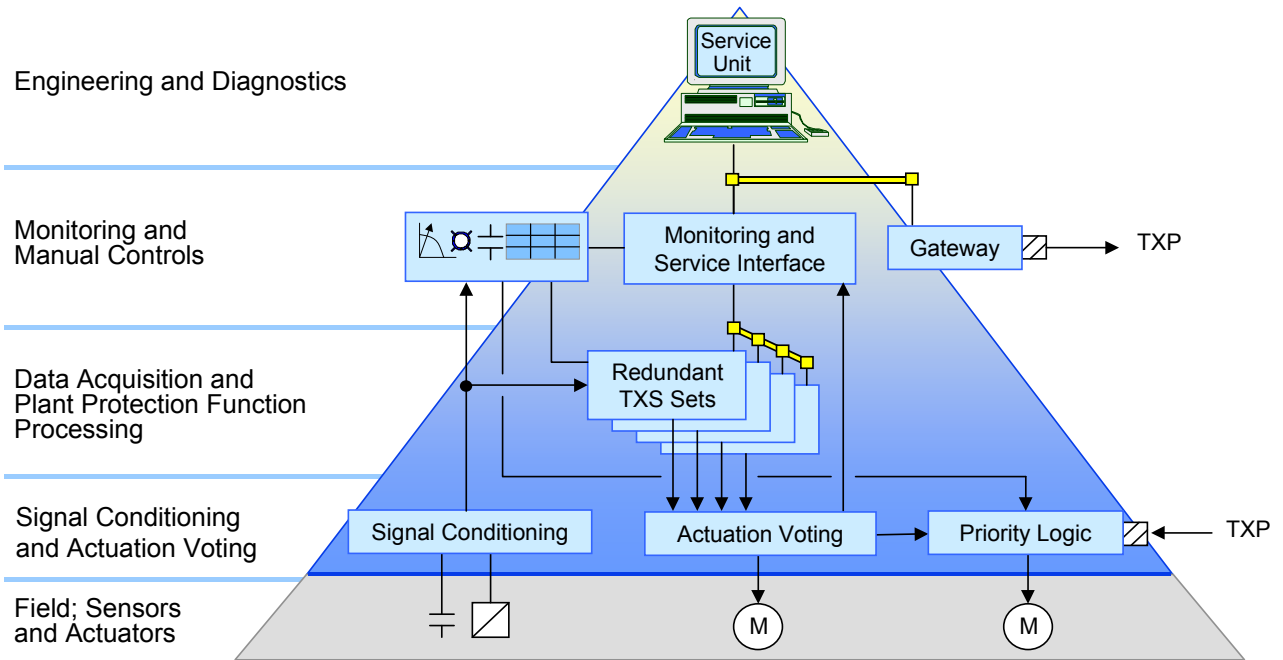 Service
Unit
Engineering and Diagnostics
Monitoring and
Manual Controls
Monitoring and
Service Interface
Gateway
TXP
Data Acquisition and
Plant Protection Function
Processing
Redundant
TXS Sets
Signal Conditioning
and Actuation Voting
Signal Conditioning
Actuation Voting
Priority Logic
TXP
Field; Sensors
and Actuators
M
M